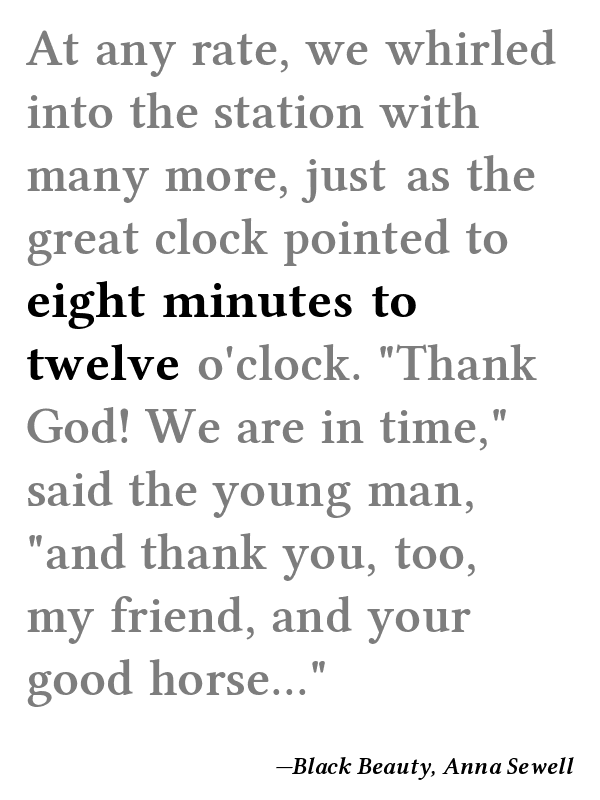 At any rate, we whirled
into the station with
many more, just as the
great clock pointed to
eight minutes to
twelve o'clock. "Thank
God! We are in time,"
said the young man,
"and thank you, too,
my friend, and your
good horse..."
—Black Beauty, Anna Sewell